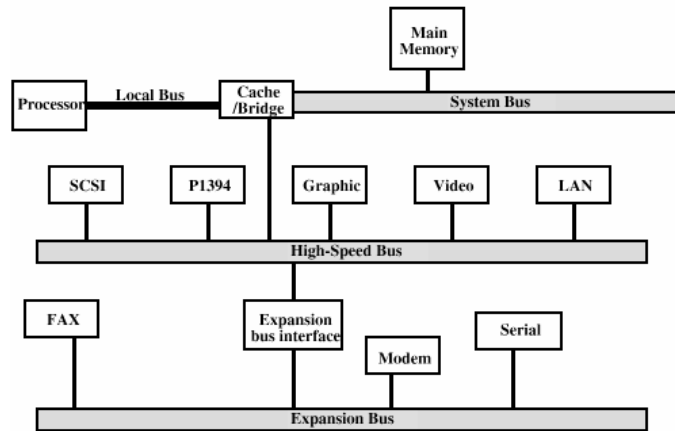 Main
Memory
Processor
Local Bus
Cache
/Bridge
System Bus
SCSI
P1394
Graphic
Video
LAN
High-Speed Bus
FAX
Expansion
bus interface
Modem
Serial
Expansion Bus